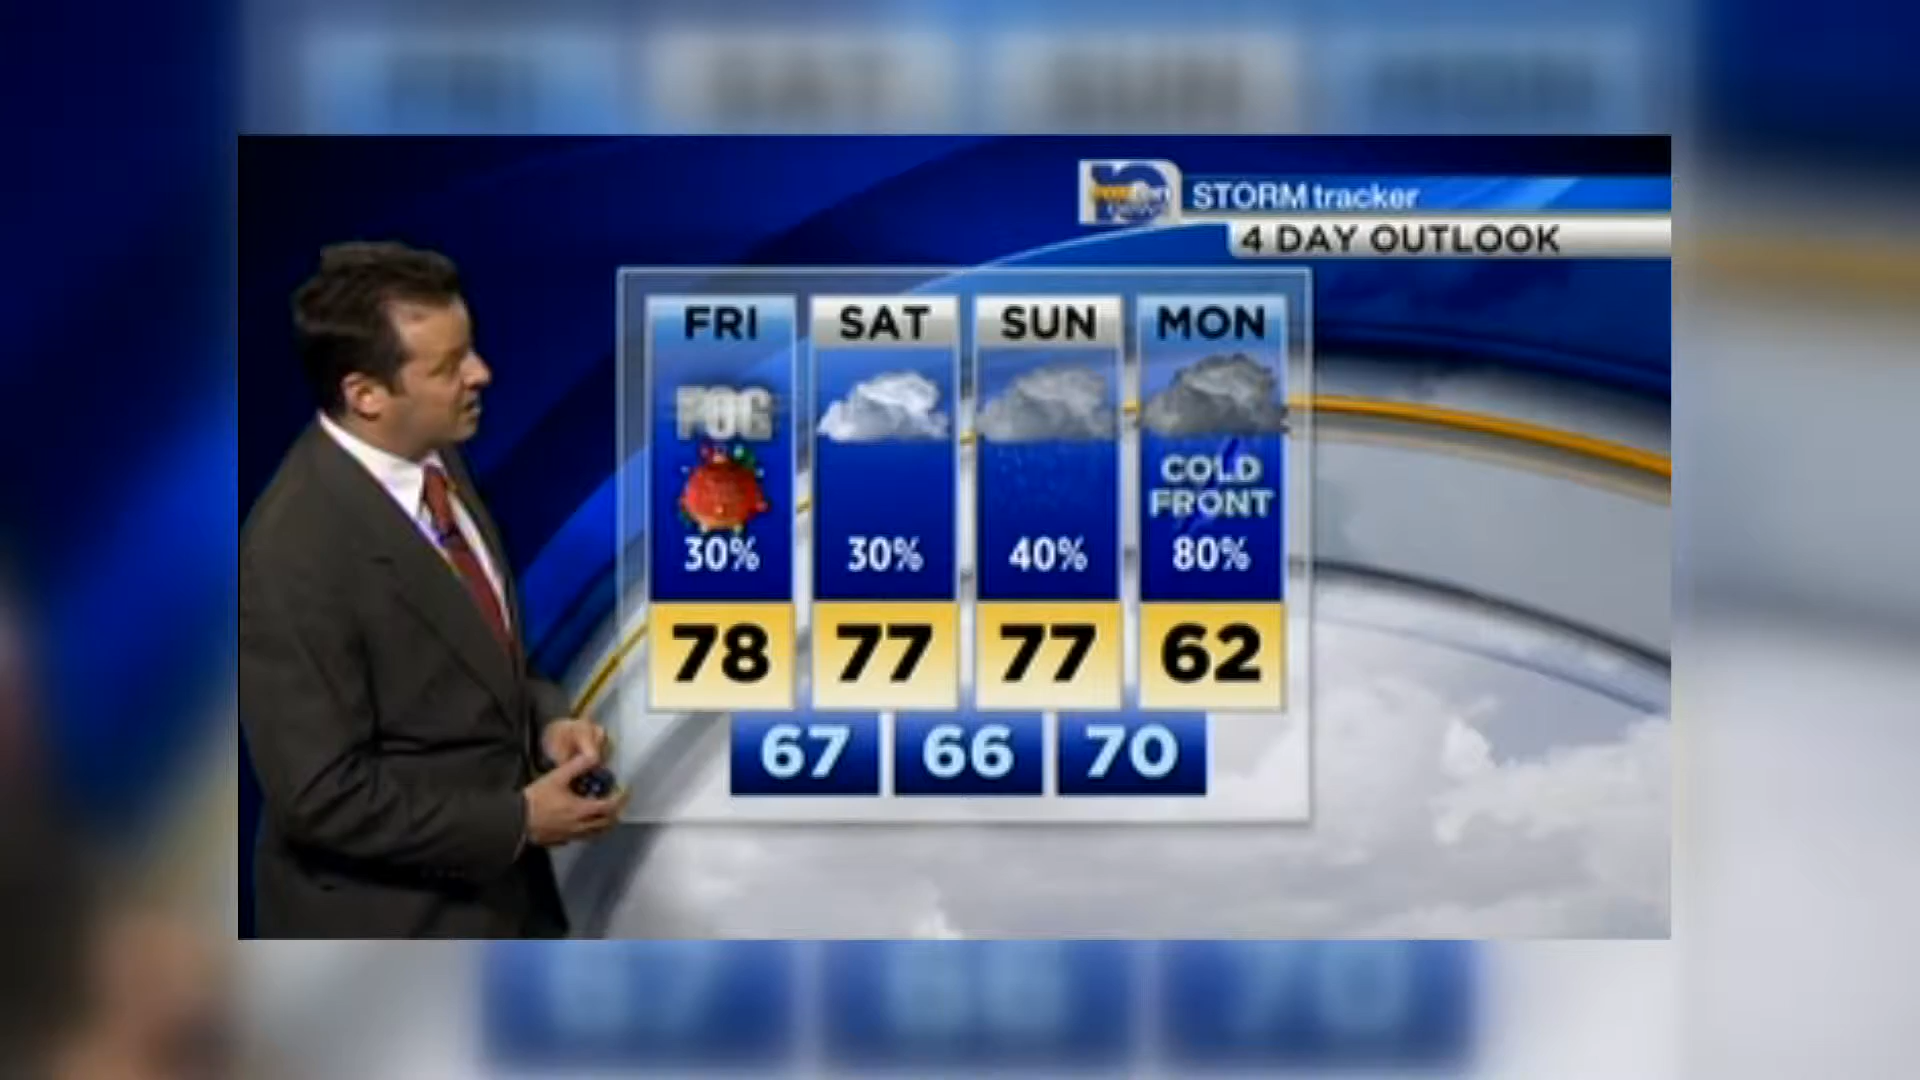 STORM tracker
4 DAY OUTLOOK
FRI SAT SUN MON
FOG
COLD
FRONT
30% 30% 40% 80%
78 77 77 62
67 66 70